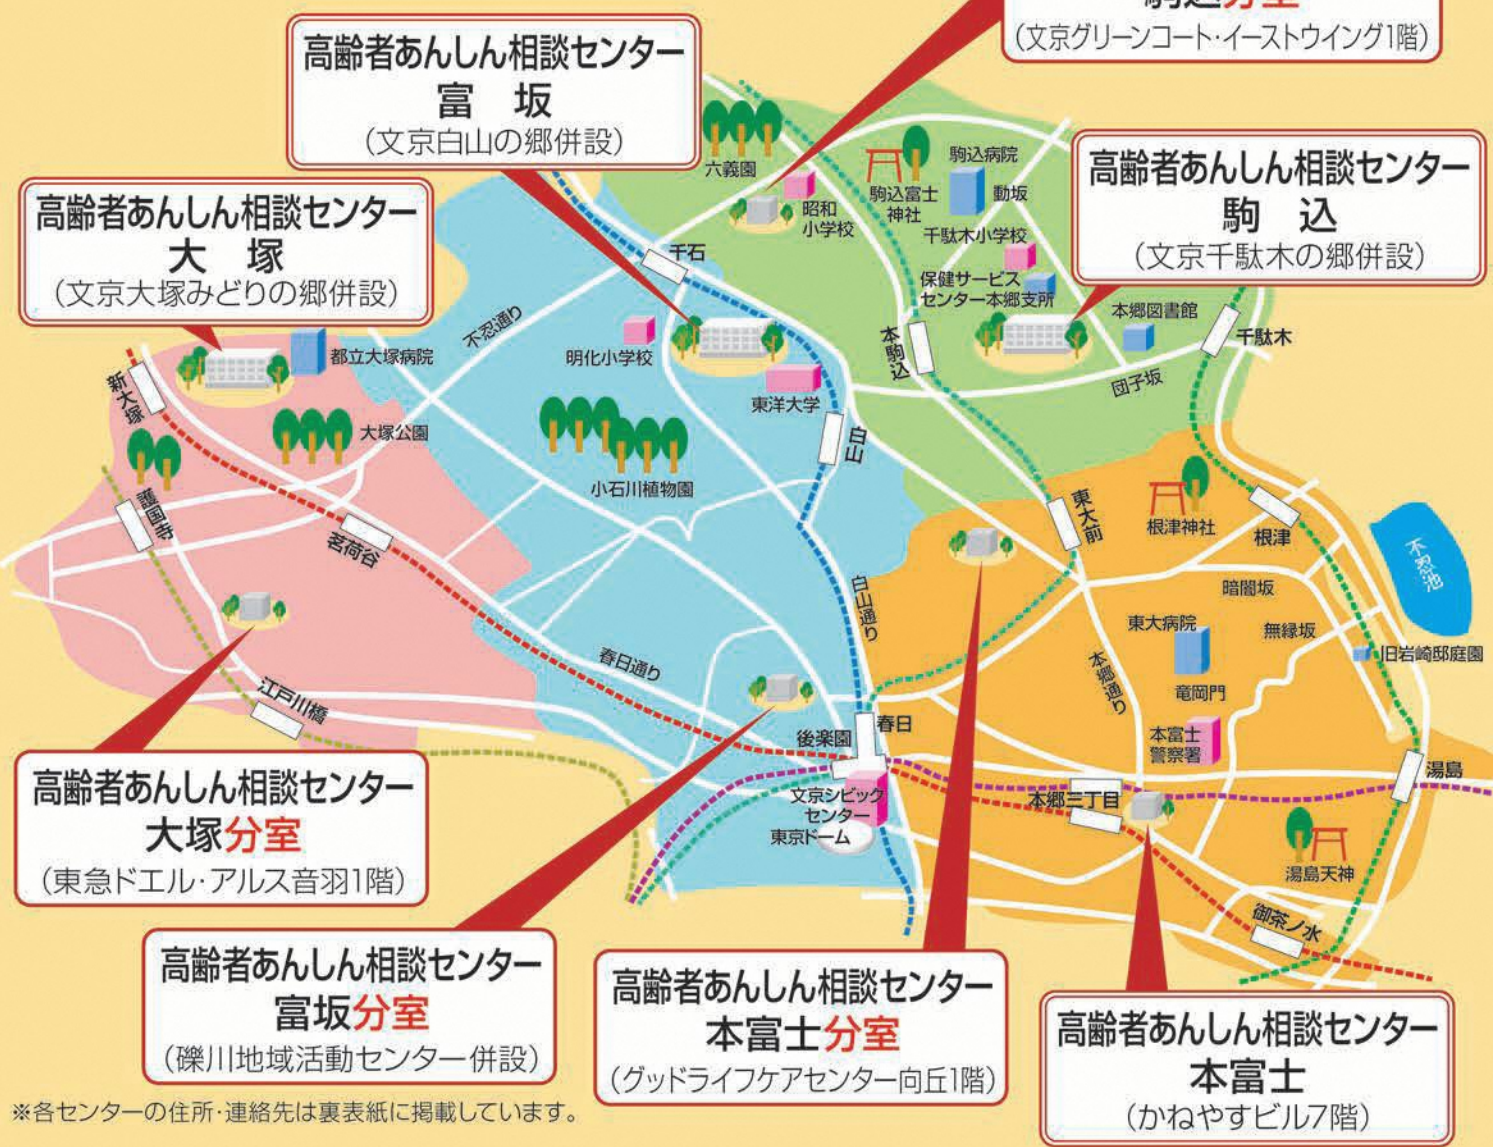 駒込分室
(文京グリーンコート・イーストウイング1階)
高齢者あんしん相談センター
富 坂
(文京白山の郷併設)
高齢者あんしん相談センター
駒 込
(文京千駄木の郷併設)
高齢者あんしん相談センター
大 塚
(文京大塚みどりの郷併設)
六義園
昭和
小学校
駒込富士
神社
駒込病院
動坂
千駄木小学校
保健サービス
センター本郷支所
本郷図書館
千石
不忍通り
明化小学校
東洋大学
本駒込
千駄木
団子坂
都立大塚病院
新大塚
大塚公園
白山
小石川植物園
護国寺
茗荷谷
東大前
根津神社
根津
不忍池
暗闇坂
白山通り
東大病院
無縁坂
旧岩崎邸庭園
竜岡門
本郷通り
春日通り
江戸川橋
後楽園
春日
本富士
警察署
湯島
文京シビック
センター
東京ドーム
本郷三丁目
湯島天神
御茶ノ水
高齢者あんしん相談センター
大塚分室
(東急ドエル・アルス音羽1階)
高齢者あんしん相談センター
富坂分室
(礫川地域活動センター併設)
高齢者あんしん相談センター
本富士分室
(グッドライフケアセンター向丘1階)
高齢者あんしん相談センター
本富士
(かねやすビル7階)
※各センターの住所・連絡先は裏表紙に掲載しています。